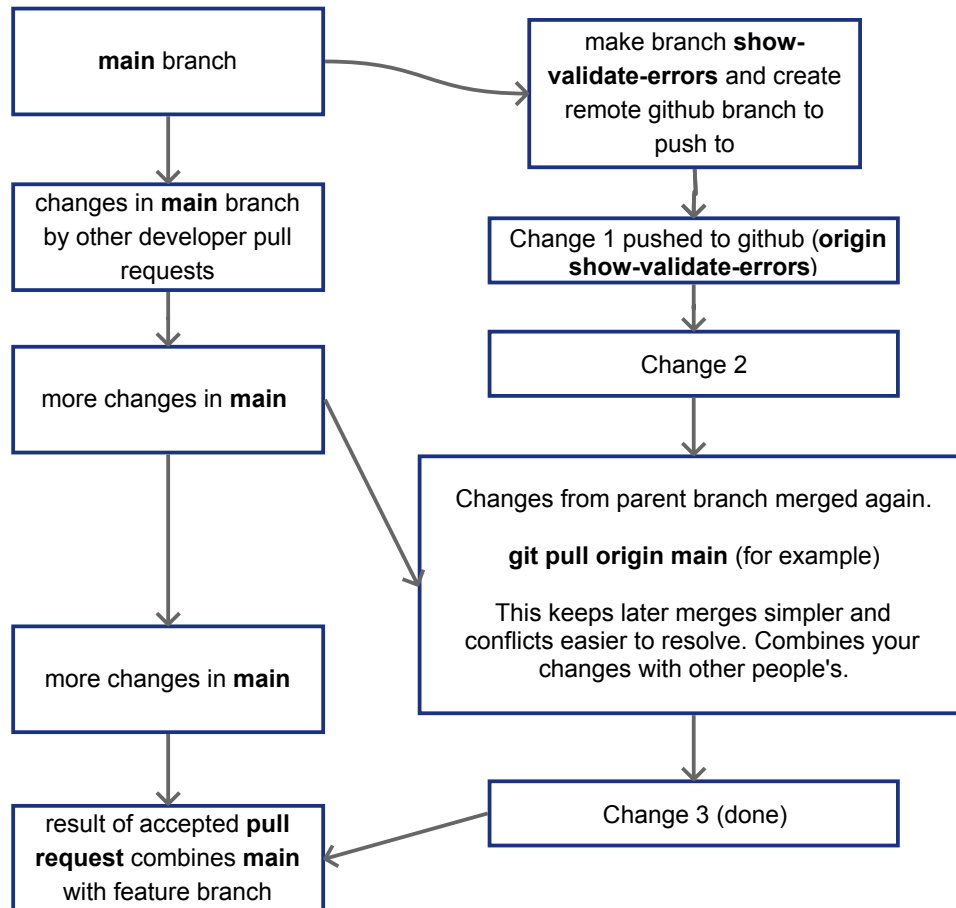 main branch
make branch show-
validate-errors and create
remote github branch to
push to
changes in main branch
by other developer pull
requests
Change 1 pushed to github (origin
show-validate-errors)
Change 2
more changes in main
Changes from parent branch merged again.
git pull origin main (for example)
This keeps later merges simpler and
conflicts easier to resolve. Combines your
changes with other people's.
more changes in main
Change 3 (done)
result of accepted pull
request combines main
with feature branch